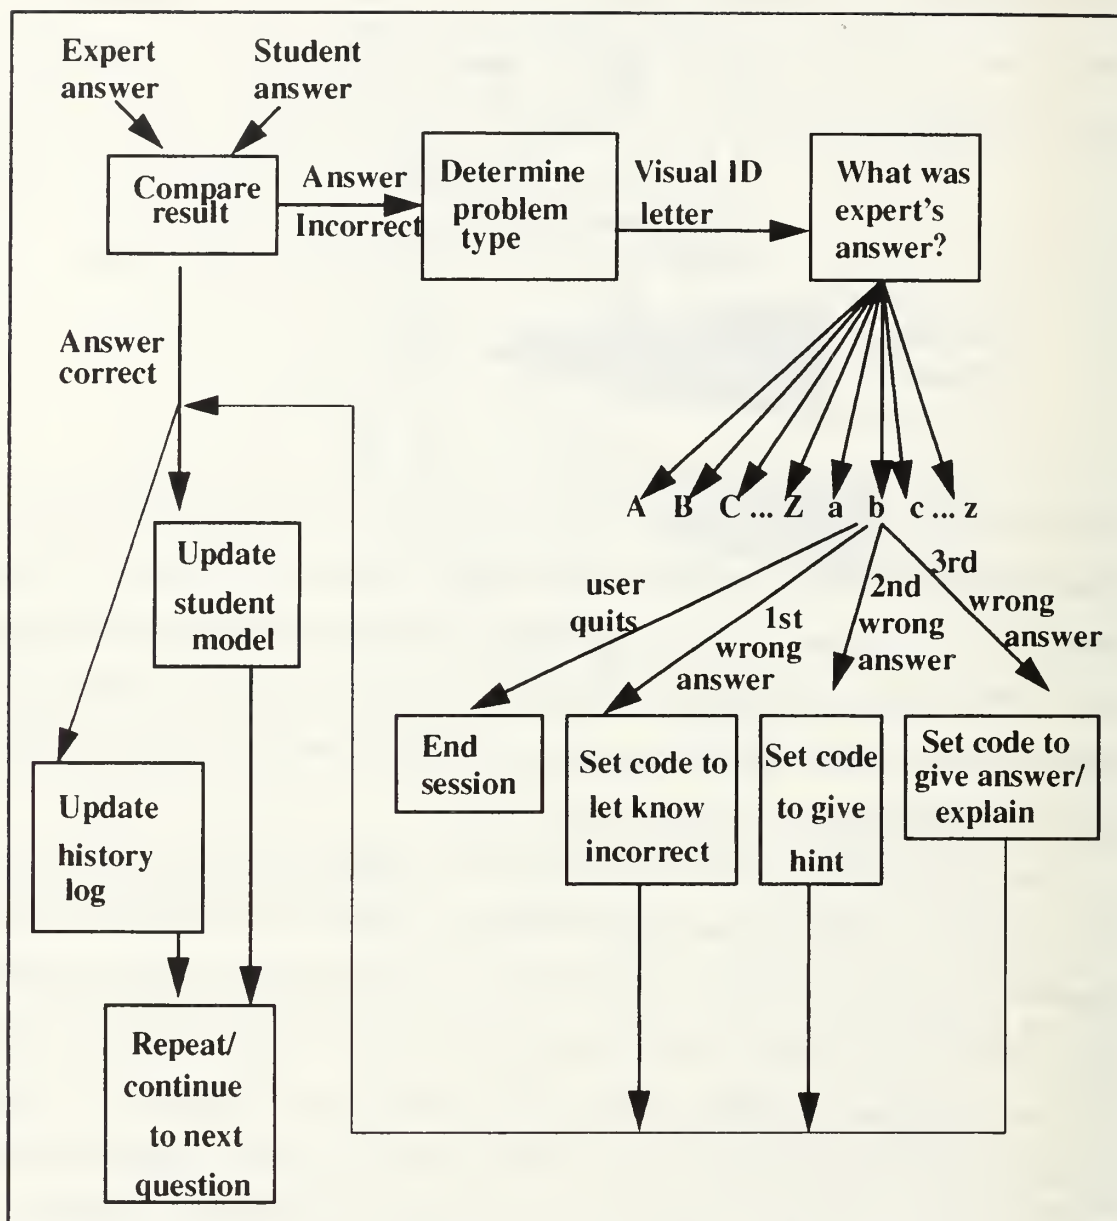 Expert
answer
Student
answer
Compare
result
Answer
Incorrect
Determine
problem
type
Visual ID
letter
What was
expert's
answer?
Answer
correct
A B C ... Z a b c ... z
user
quits
1st
wrong
answer
2nd
wrong
answer
3rd
wrong
answer
Update
student
model
End
session
Set code to
let know
incorrect
Set code
to give
hint
Set code to
give answer/
explain
Update
history
log
Repeat/
continue
to next
question